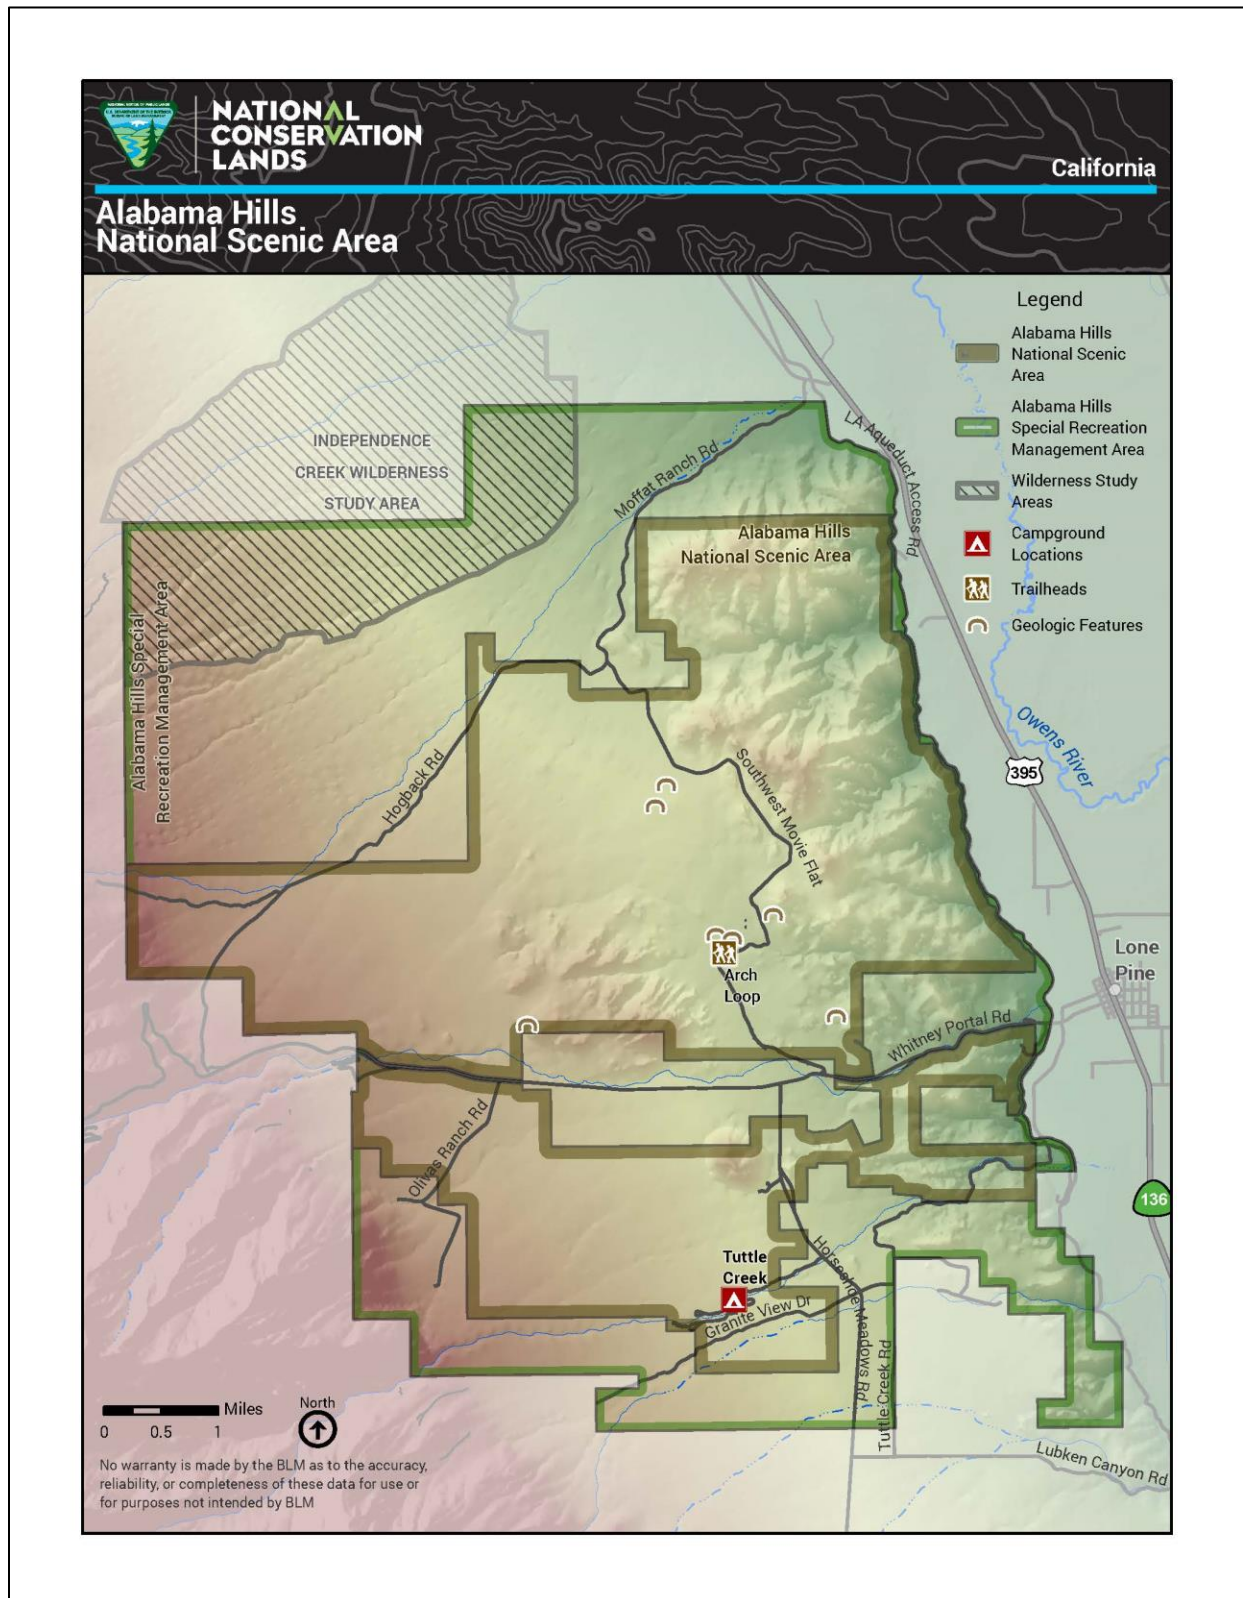 NATIONAL
CONSERVATION
LANDS
California
Alabama Hills
National Scenic Area
Legend
Alabama Hills
National Scenic
Area
Alabama Hills
Special Recreation
Management Area
Wilderness Study
Areas
Campground
Locations
Trailheads
Geologic Features
INDEPENDENCE
CREEK WILDERNESS
STUDY AREA
Moffat Ranch Rd
LA Aqueduct Access Rd
Alabama Hills
National Scenic Area
Alabama Hills Special
Recreation Management Area
Hogback Rd
Southwest Movie Flat
Owens River
395
Lone
Pine
Arch
Loop
Whitney Portal Rd
Olivas Ranch Rd
136
Tuttle
Creek
Horseshoe Meadows Rd
Granite View Dr
Tuttle Creek Rd
Lubken Canyon Rd
Miles
0 0.5 1
North
No warranty is made by the BLM as to the accuracy,
reliability, or completeness of these data for use or
for purposes not intended by BLM